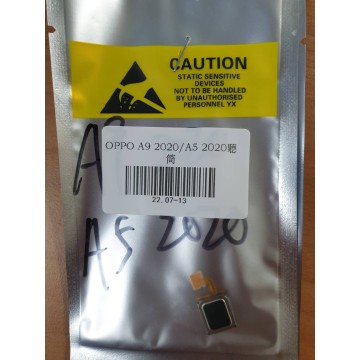 CAUTION
STATIC SENSITIVE
DEVICES
NOT TO BE HANDLED
BY UNAUTHORISED
PERSONNEL YX
OPPO A9 2020/A5 2020聽
筒
22.07-13
A5 2020